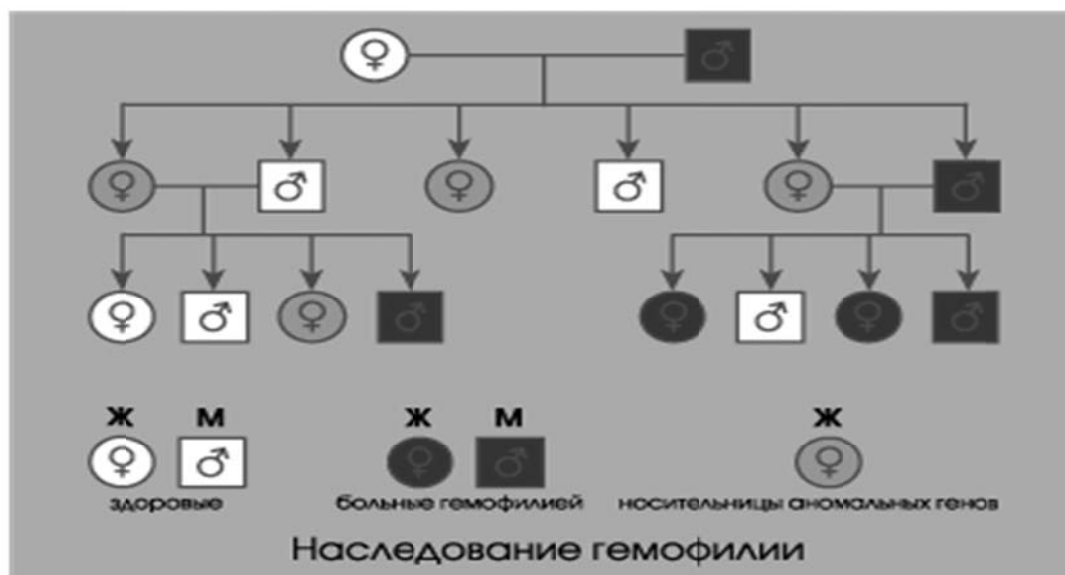 Ж М Ж М Ж
здоровые больные гемофилией носительницы аномальных генов
Наследование гемофилии